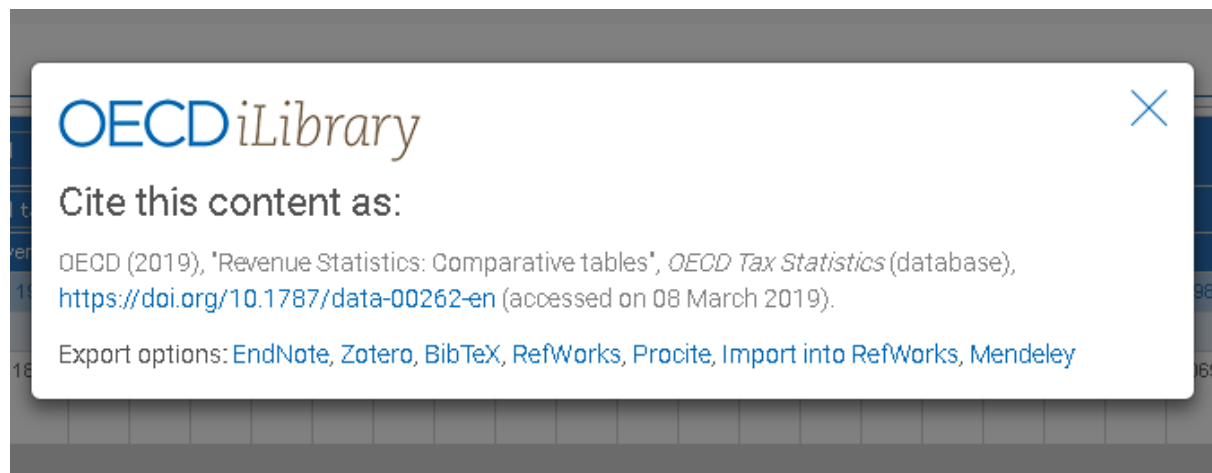 OECD iLibrary
Cite this content as:
OECD (2019), "Revenue Statistics: Comparative tables", OECD Tax Statistics (database),
https://doi.org/10.1787/data-00262-en (accessed on 08 March 2019).
Export options: EndNote, Zotero, BibTeX, RefWorks, Procite, Import into RefWorks, Mendeley